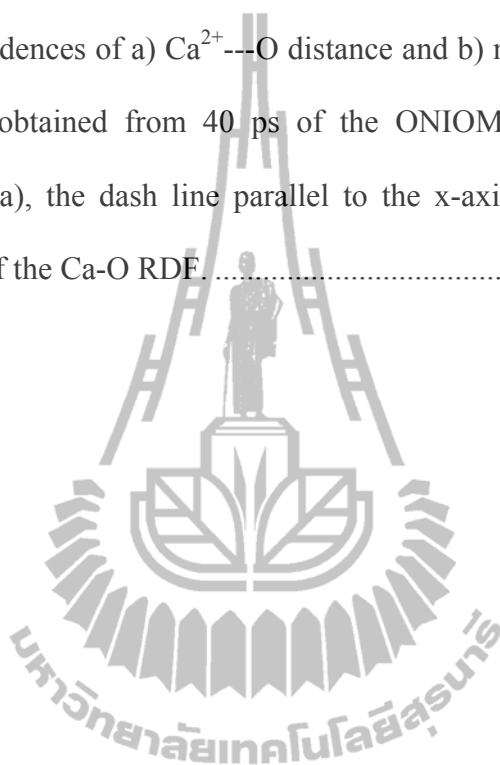 dences of a) Ca²⁺---O distance and b) n
obtained from 40 ps of the ONIOM
a), the dash line parallel to the x-axi
f the Ca-O RDF. ....................................
มหาวิทยาลัยเทคโนโลยีสุรนารี